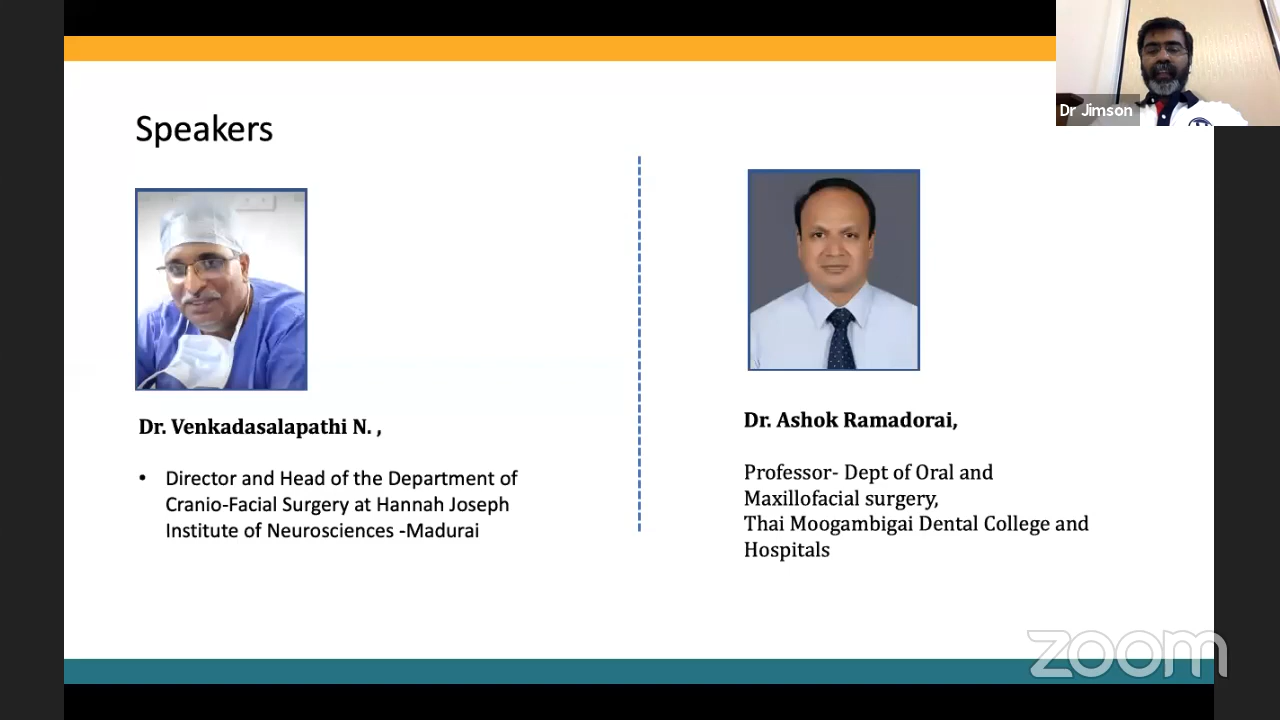 Dr Jimson
Speakers
Dr. Venkadasalapathi N. ,
• Director and Head of the Department of
Cranio-Facial Surgery at Hannah Joseph
Institute of Neurosciences -Madurai
Dr. Ashok Ramadorai,
Professor- Dept of Oral and
Maxillofacial surgery,
Thai Moogambigai Dental College and
Hospitals
zoom